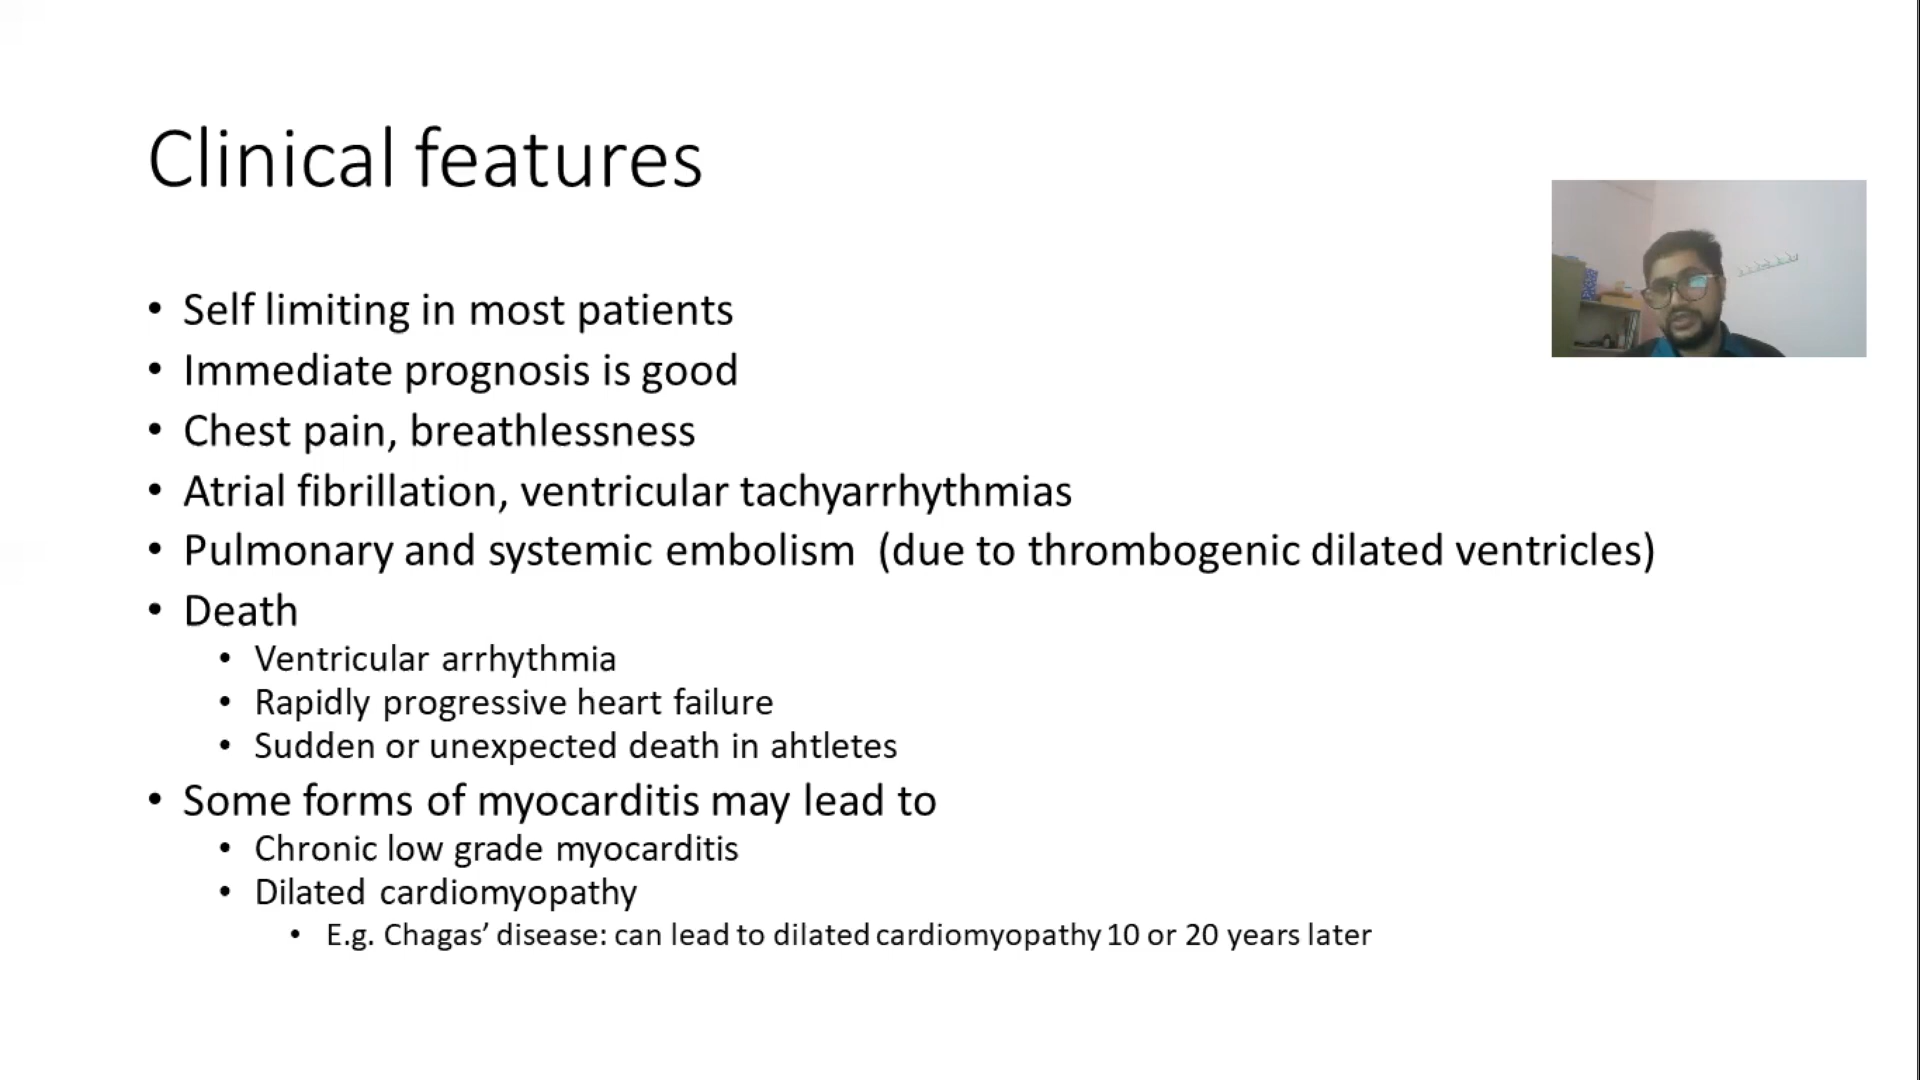 Clinical features
• Self limiting in most patients
• Immediate prognosis is good
• Chest pain, breathlessness
• Atrial fibrillation, ventricular tachyarrhythmias
• Pulmonary and systemic embolism  (due to thrombogenic dilated ventricles)
• Death
• Ventricular arrhythmia
• Rapidly progressive heart failure
• Sudden or unexpected death in ahtletes
• Some forms of myocarditis may lead to
• Chronic low grade myocarditis
• Dilated cardiomyopathy
• E.g. Chagas’ disease: can lead to dilated cardiomyopathy 10 or 20 years later